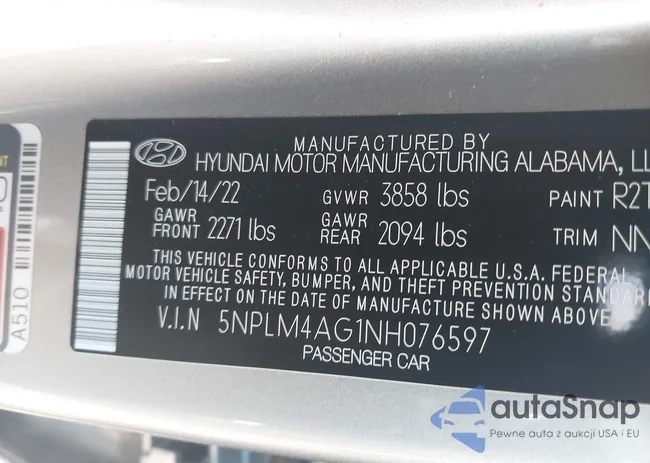 MANUFACTURED BY
HYUNDAI MOTOR MANUFACTURING ALABAMA,
Feb/14/22 GVWR 3858 lbs PAINT R2T
GAWR FRONT 2271 lbs GAWR REAR 2094 lbs TRIM NN
THIS VEHICLE CONFORMS TO ALL APPLICABLE U.S.A. FEDERAL
MOTOR VEHICLE SAFETY, BUMPER, AND THEFT PREVENTION STANDARDS
IN EFFECT ON THE DATE OF MANUFACTURE SHOWN ABOVE
V.I.N 5NPLM4AG1NH076597
PASSENGER CAR
A510
autoSnap
Pewne auta z aukcji USA i EU